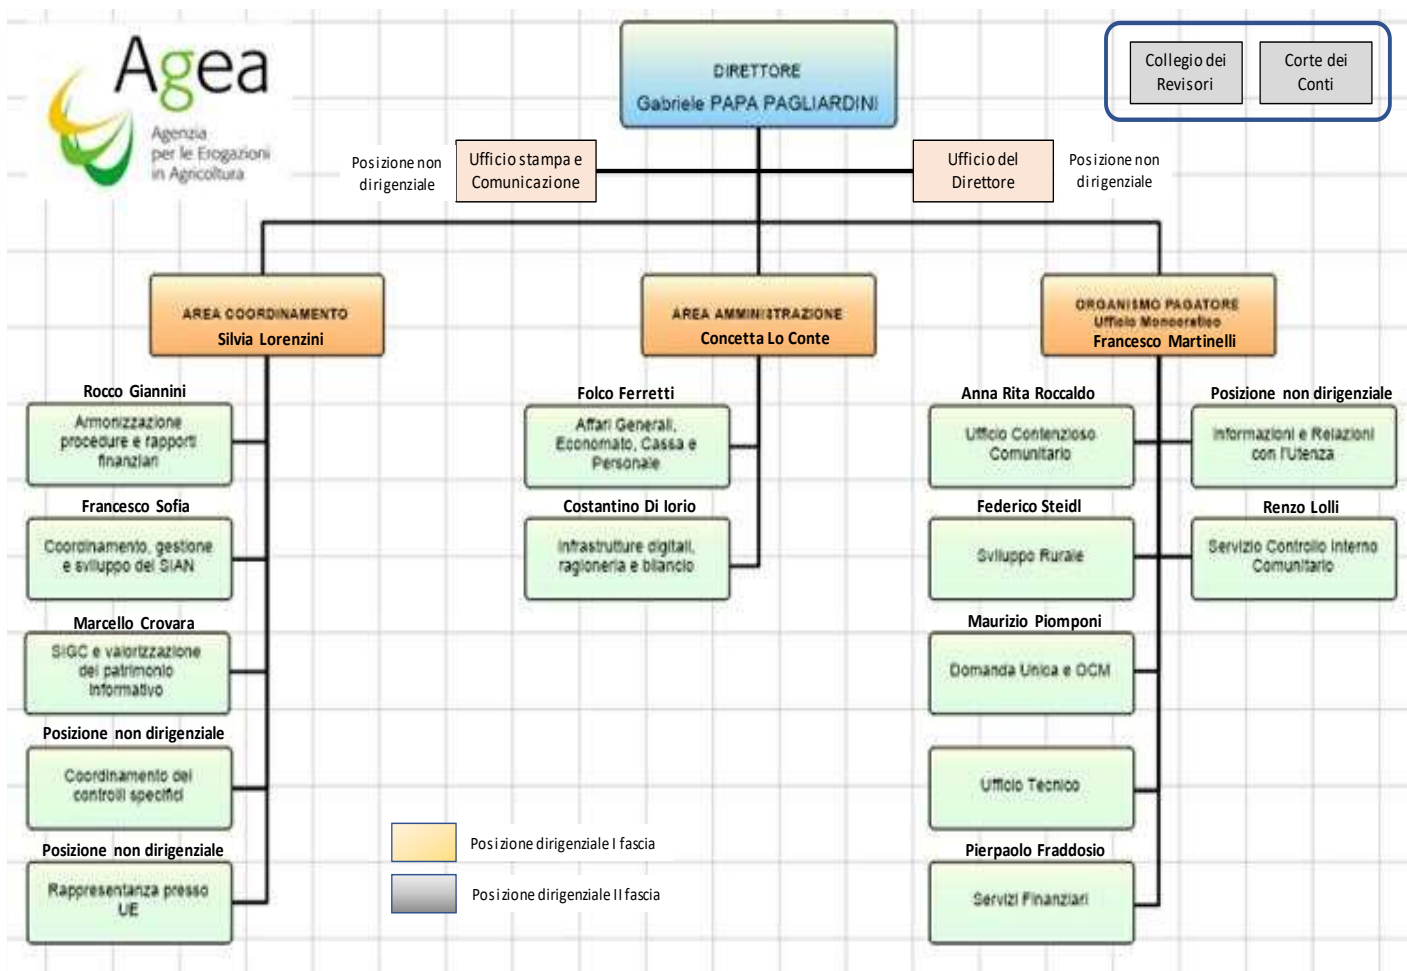 Agea
Agenzia
per le Erogazioni
in Agricoltura
DIRETTORE
Gabriele PAPA PAGLIARDINI
Collegio dei
Revisori
Corte dei
Conti
Posizione non
dirigenziale
Ufficio stampa e
Comunicazione
Ufficio del
Direttore
Posizione non
dirigenziale
AREA COORDINAMENTO
Silvia Lorenzini
AREA AMMINISTRAZIONE
Concetta Lo Conte
ORGANISMO PAGATORE
Ufficio Monocratico
Francesco Martinelli
Rocco Giannini
Armonizzazione
procedure e rapporti
finanziari
Francesco Sofia
Coordinamento, gestione
e sviluppo del SIAN
Marcello Crovara
SIGC e valorizzazione
del patrimonio
Informativo
Posizione non dirigenziale
Coordinamento dei
controlli specifici
Posizione non dirigenziale
Rappresentanza presso
UE
Folco Ferretti
Affari Generali,
Economato, Cassa e
Personale
Costantino Di Iorio
Infrastrutture digitali,
ragioneria e bilancio
Anna Rita Roccaldo
Ufficio Contenzioso
Comunitario
Federico Steidl
Sviluppo Rurale
Maurizio Piomponi
Domanda Unica e OCM
Ufficio Tecnico
Pierpaolo Fraddosio
Servizi Finanziari
Posizione non dirigenziale
Informazioni e Relazioni
con l'Utenza
Renzo Lolli
Servizio Controllo Interno
Comunitario
Posizione dirigenziale I fascia
Posizione dirigenziale II fascia